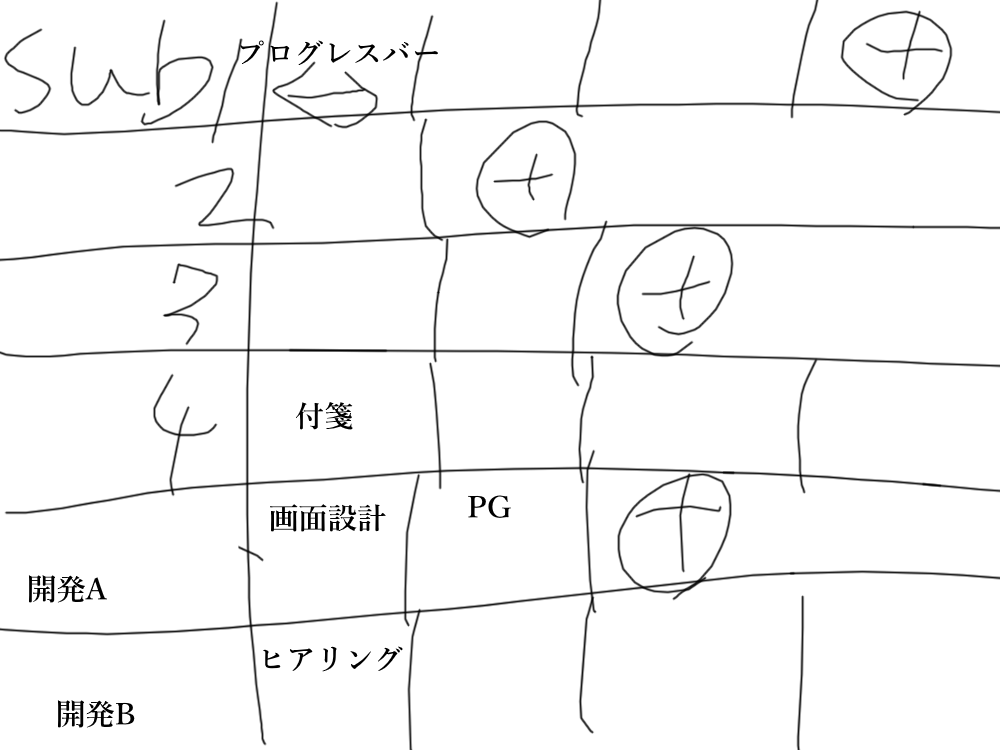 sub1 プログレスバー +
2 +
3 +
4 付箋
開発A 画面設計 PG +
開発B ヒアリング